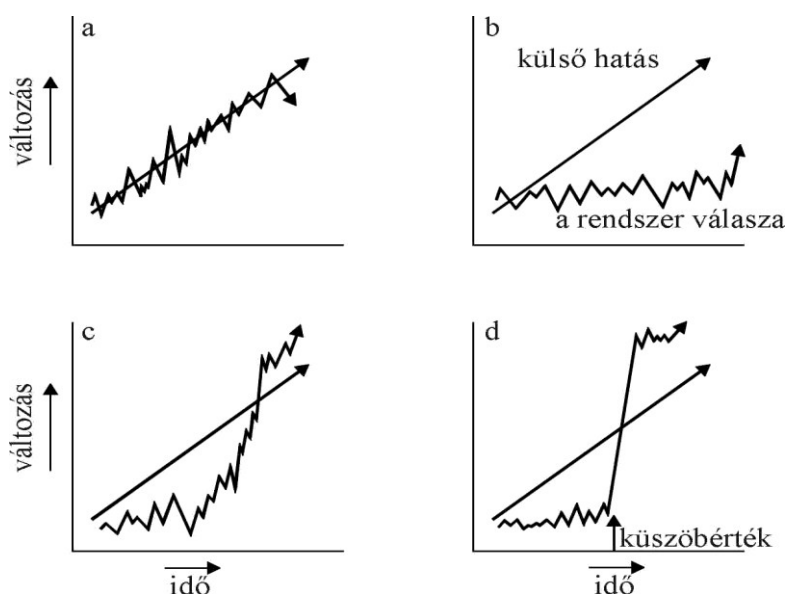 a
változás
b
külső hatás
a rendszer válasza
c
változás
idő
d
küszöbérték
idő